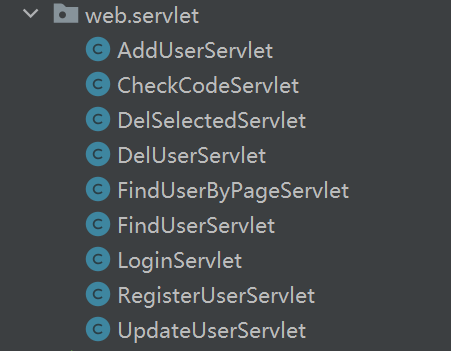 web.servlet
C AddUserServlet
C CheckCodeServlet
C DelSelectedServlet
C DelUserServlet
C FindUserByPageServlet
C FindUserServlet
C LoginServlet
C RegisterUserServlet
C UpdateUserServlet